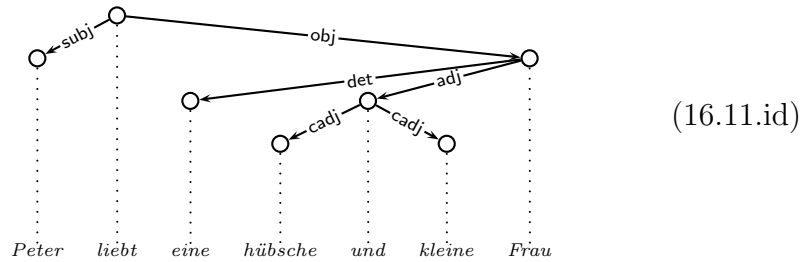 subj obj
det adj
cadj cadj
(16.11.id)
Peter liebt eine hübsche und kleine Frau